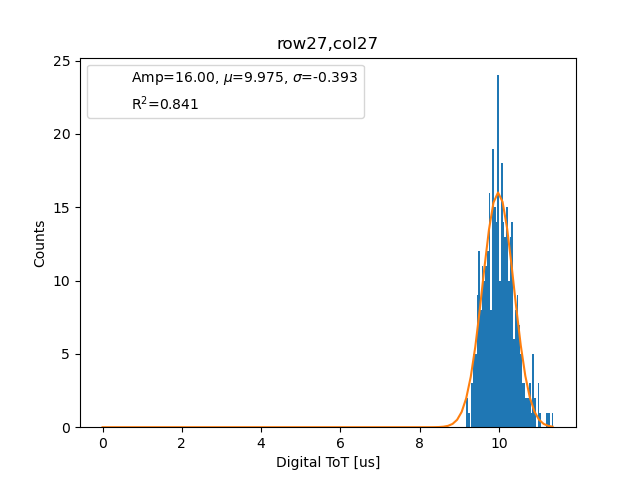 row27,col27
Amp=16.00, μ=9.975, σ=-0.393
R²=0.841
Counts
25
20
15
10
5
0
0 2 4 6 8 10
Digital ToT [us]